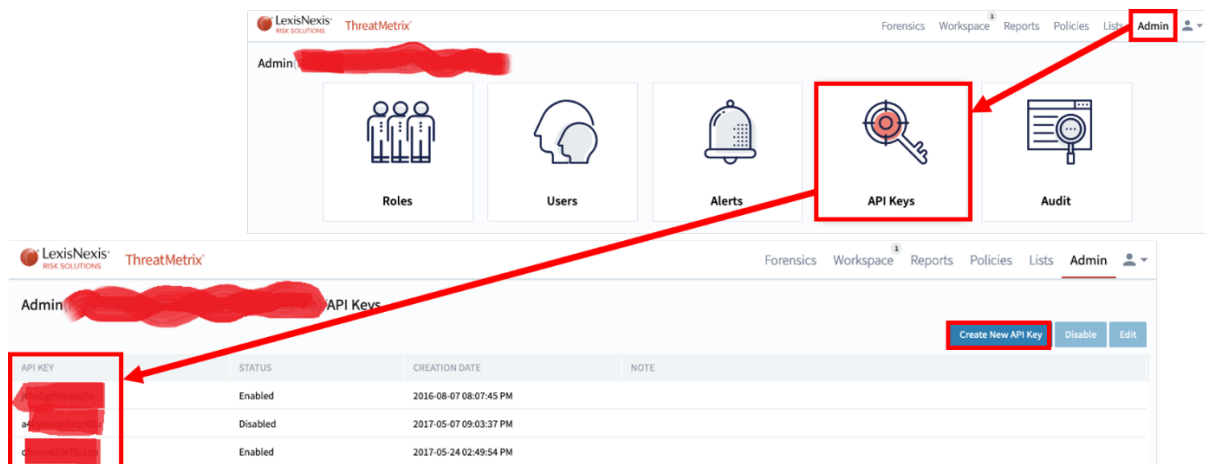 LexisNexis®
RISK SOLUTIONS
ThreatMetrix®
Forensics Workspace 1 Reports Policies Lists Admin
Admin
Roles Users Alerts API Keys Audit
LexisNexis®
RISK SOLUTIONS
ThreatMetrix®
Forensics Workspace 1 Reports Policies Lists Admin
Admin API Keys
Create New API Key Disable Edit
API KEY STATUS CREATION DATE NOTE
Enabled 2016-08-07 08:07:45 PM
Disabled 2017-05-07 09:03:37 PM
Enabled 2017-05-24 02:49:54 PM